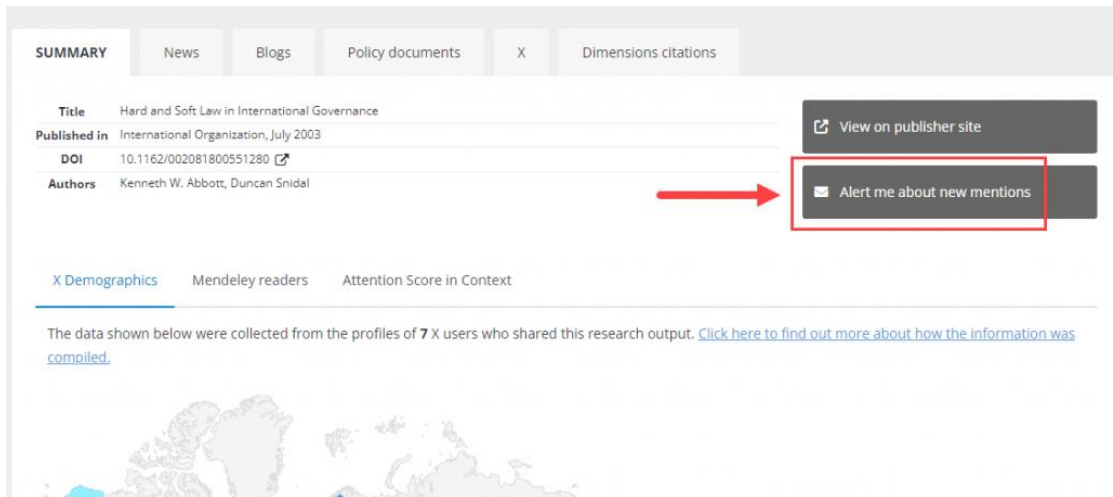 SUMMARY News Blogs Policy documents X Dimensions citations
Title Hard and Soft Law in International Governance
Published in International Organization, July 2003
DOI 10.1162/002081800551280
Authors Kenneth W. Abbott, Duncan Snidal
View on publisher site
Alert me about new mentions
X Demographics Mendeley readers Attention Score in Context
The data shown below were collected from the profiles of 7 X users who shared this research output. Click here to find out more about how the information was
compiled.